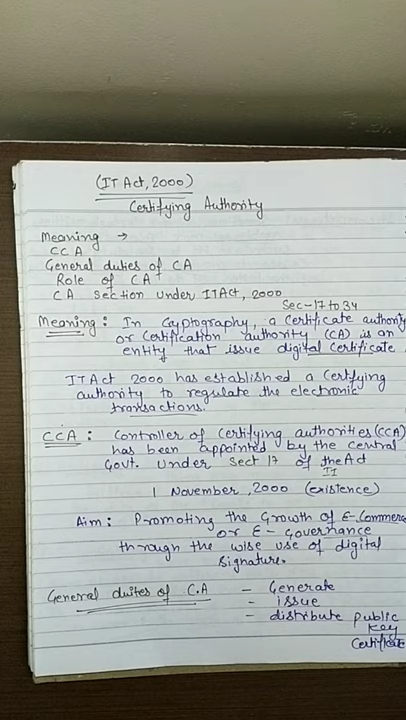 (IT Act, 2000)
Certifying Authority
Meaning →
CCA
General duties of CA
Role of CA
CA Section under ITAct, 2000
Sec-17 to 34
Meaning : In Cryptography, a certificate authority
or Certification authority (CA) is an
entity that issue digital certificate.
ITAct 2000 has established a Certifying
authority to regulate the electronic
transactions.
CCA : Controller of Certifying authorities (CCA)
has been appointed by the Central
Govt. Under Sect 17 of the Act
IT
1 November, 2000 (existence)
Aim : Promoting the Growth of E-Commerce
or E-Governance
through the wise use of digital
Signature.
General duites of C.A - Generate
- issue
- distribute public
Key
Certificate